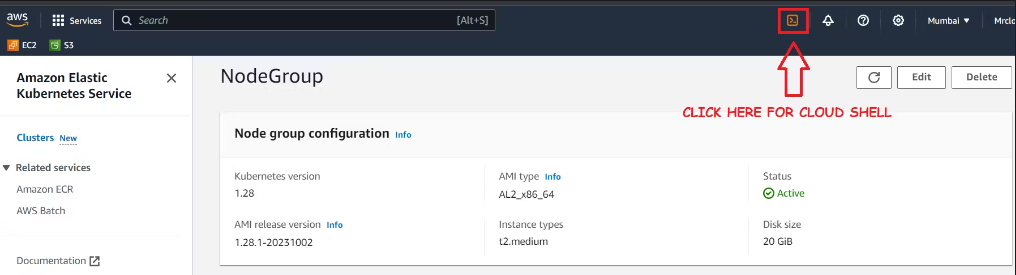 aws
Services
Search
[Alt+S]
Mumbai
Mrclo
EC2
S3
Amazon Elastic
Kubernetes Service
Clusters New
Related services
Amazon ECR
AWS Batch
Documentation
NodeGroup
Edit
Delete
CLICK HERE FOR CLOUD SHELL
Node group configuration Info
Kubernetes version
1.28
AMI type Info
AL2_x86_64
Status
Active
AMI release version Info
1.28.1-20231002
Instance types
t2.medium
Disk size
20 GiB